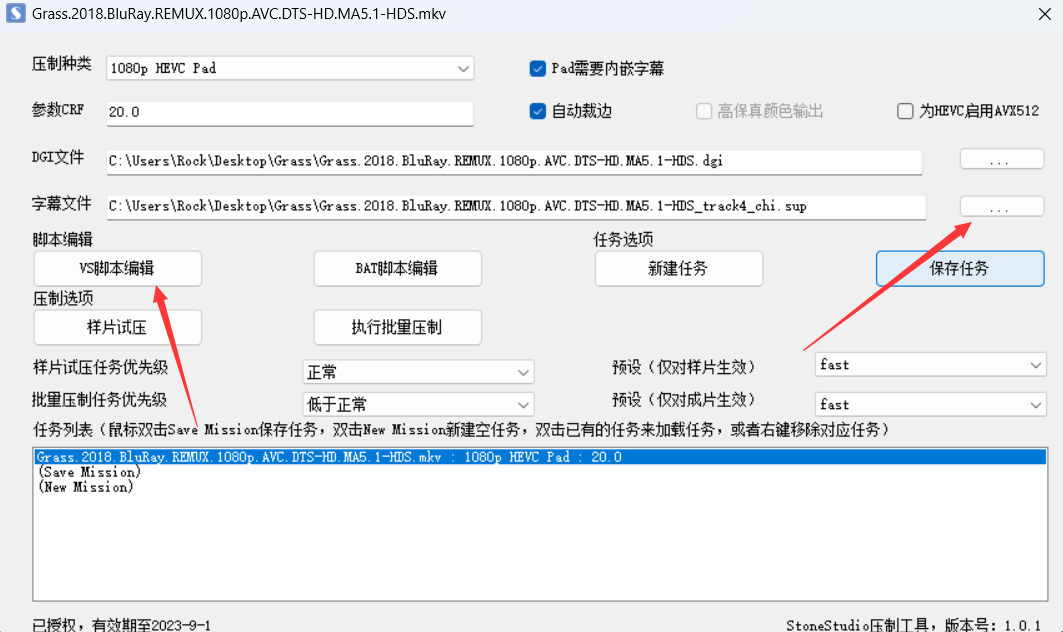 Grass.2018.BluRay.REMUX.1080p.AVC.DTS-HD.MA5.1-HDS.mkv
压制种类 1080p HEVC Pad Pad需要内嵌字幕
参数CRF 20.0 自动裁边 高保真颜色输出 为HEVC启用AVX512
DGI文件 C:\Users\Rock\Desktop\Grass\Grass.2018.BluRay.REMUX.1080p.AVC.DTS-HD.MA5.1-HDS.dgi ...
字幕文件 C:\Users\Rock\Desktop\Grass\Grass.2018.BluRay.REMUX.1080p.AVC.DTS-HD.MA5.1-HDS_track4_chi.sup ...
脚本编辑 任务选项
VS脚本编辑 BAT脚本编辑 新建任务 保存任务
压制选项
样片试压 执行批量压制
样片试压任务优先级 正常 预设（仅对样片生效） fast
批量压制任务优先级 低于正常 预设（仅对成片生效） fast
任务列表（鼠标双击Save Mission保存任务，双击New Mission新建空任务，双击已有的任务来加载任务，或者右键移除对应任务）
Grass.2018.BluRay.REMUX.1080p.AVC.DTS-HD.MA5.1-HDS.mkv : 1080p HEVC Pad : 20.0
(Save Mission)
(New Mission)
已授权，有效期至2023-9-1 StoneStudio压制工具，版本号：1.0.1